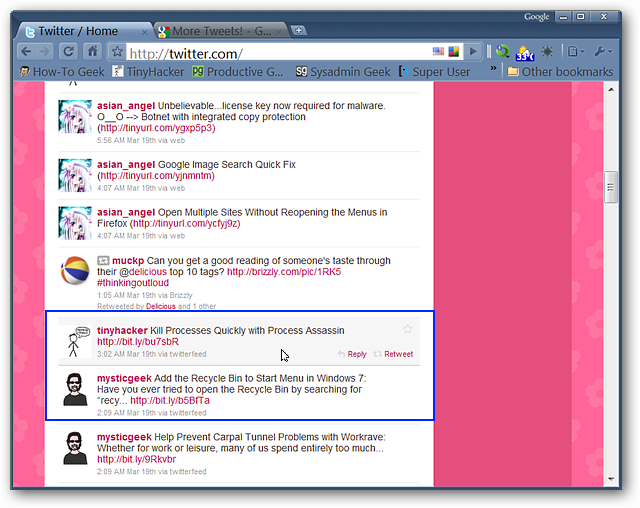 Google
Twitter / Home
More Tweets! - G...
http://twitter.com/
33°F
How-To Geek
TinyHacker
Productive G...
Sysadmin Geek
Super User
»
Other bookmarks
asian_angel Unbelievable...license key now required for malware.
O__O --> Botnet with integrated copy protection
(http://tinyurl.com/ygxp5p3)
5:56 AM Mar 19th via web
asian_angel Google Image Search Quick Fix
(http://tinyurl.com/yjnmntm)
4:07 AM Mar 19th via web
asian_angel Open Multiple Sites Without Reopening the Menus in
Firefox (http://tinyurl.com/ycfyj9z)
4:07 AM Mar 19th via web
muckp Can you get a good reading of someone's taste through
their @delicious top 10 tags? http://brizzly.com/pic/1RK5
#thinkingoutloud
1:05 AM Mar 19th via Brizzly
Retweeted by Delicious and 1 other
tinyhacker Kill Processes Quickly with Process Assassin
http://bit.ly/bu7sbR
3:02 AM Mar 19th via twitterfeed
Reply
Retweet
mysticgeek Add the Recycle Bin to Start Menu in Windows 7:
Have you ever tried to open the Recycle Bin by searching for
“recy... http://bit.ly/b5BfTa
2:09 AM Mar 19th via twitterfeed
mysticgeek Help Prevent Carpal Tunnel Problems with Workrave:
Whether for work or leisure, many of us spend entirely too much...
http://bit.ly/9Rkvbr
2:09 AM Mar 19th via twitterfeed